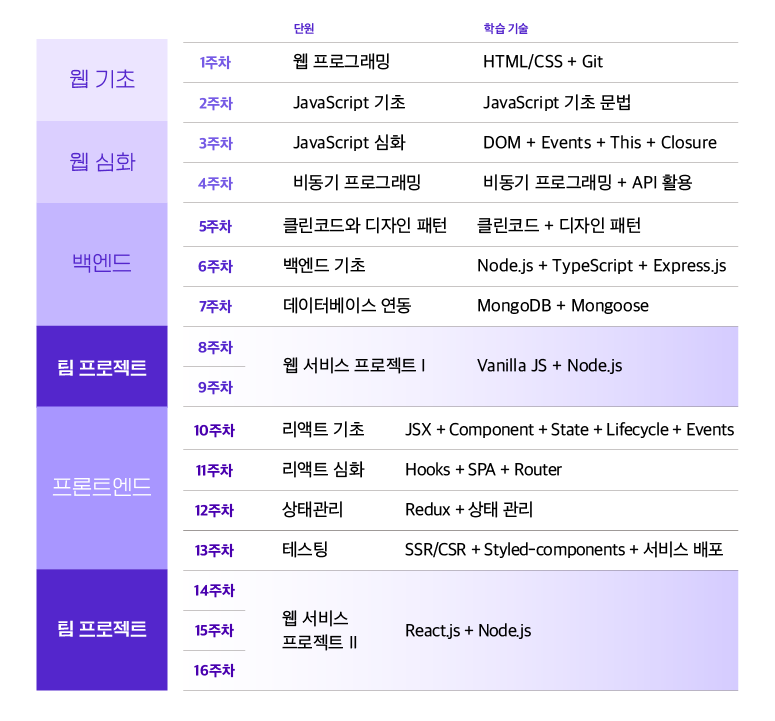 단원 학습 기술
웹 기초
1주차 웹 프로그래밍 HTML/CSS + Git
2주차 JavaScript 기초 JavaScript 기초 문법
웹 심화
3주차 JavaScript 심화 DOM + Events + This + Closure
4주차 비동기 프로그래밍 비동기 프로그래밍 + API 활용
백엔드
5주차 클린코드와 디자인 패턴 클린코드 + 디자인 패턴
6주차 백엔드 기초 Node.js + TypeScript + Express.js
7주차 데이터베이스 연동 MongoDB + Mongoose
팀 프로젝트
8주차
웹 서비스 프로젝트 I Vanilla JS + Node.js
9주차
프론트엔드
10주차 리액트 기초 JSX + Component + State + Lifecycle + Events
11주차 리액트 심화 Hooks + SPA + Router
12주차 상태관리 Redux + 상태 관리
13주차 테스팅 SSR/CSR + Styled-components + 서비스 배포
팀 프로젝트
14주차
웹 서비스
15주차 React.js + Node.js
프로젝트 II
16주차